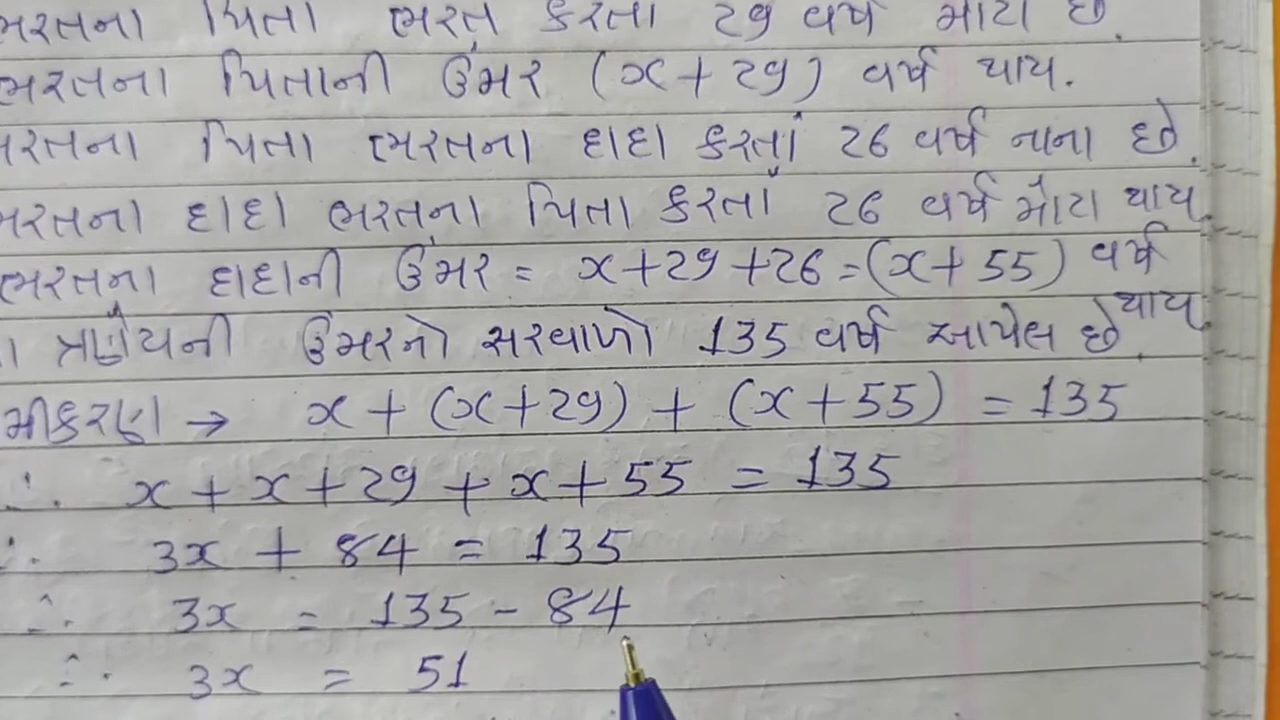 ભરતના પિતા ભરત કરતા 29 વર્ષ મોટા છે.
ભરતના પિતાની ઉંમર (x + 29) વર્ષ થાય.
ભરતના પિતા ભરતના દાદા કરતાં 26 વર્ષ નાના છે.
ભરતના દાદા ભરતના પિતા કરતાં 26 વર્ષ મોટા થાય.
ભરતના દાદાની ઉંમર = x+29+26=(x+55) વર્ષ થાય.
ત્રણેયની ઉંમરનો સરવાળો 135 વર્ષ આપેલ છે.
મીકરણ → x + (x+29) + (x+55) = 135
∴ x + x + 29 + x + 55 = 135
∴ 3x + 84 = 135
∴ 3x = 135 - 84
∴ 3x = 51